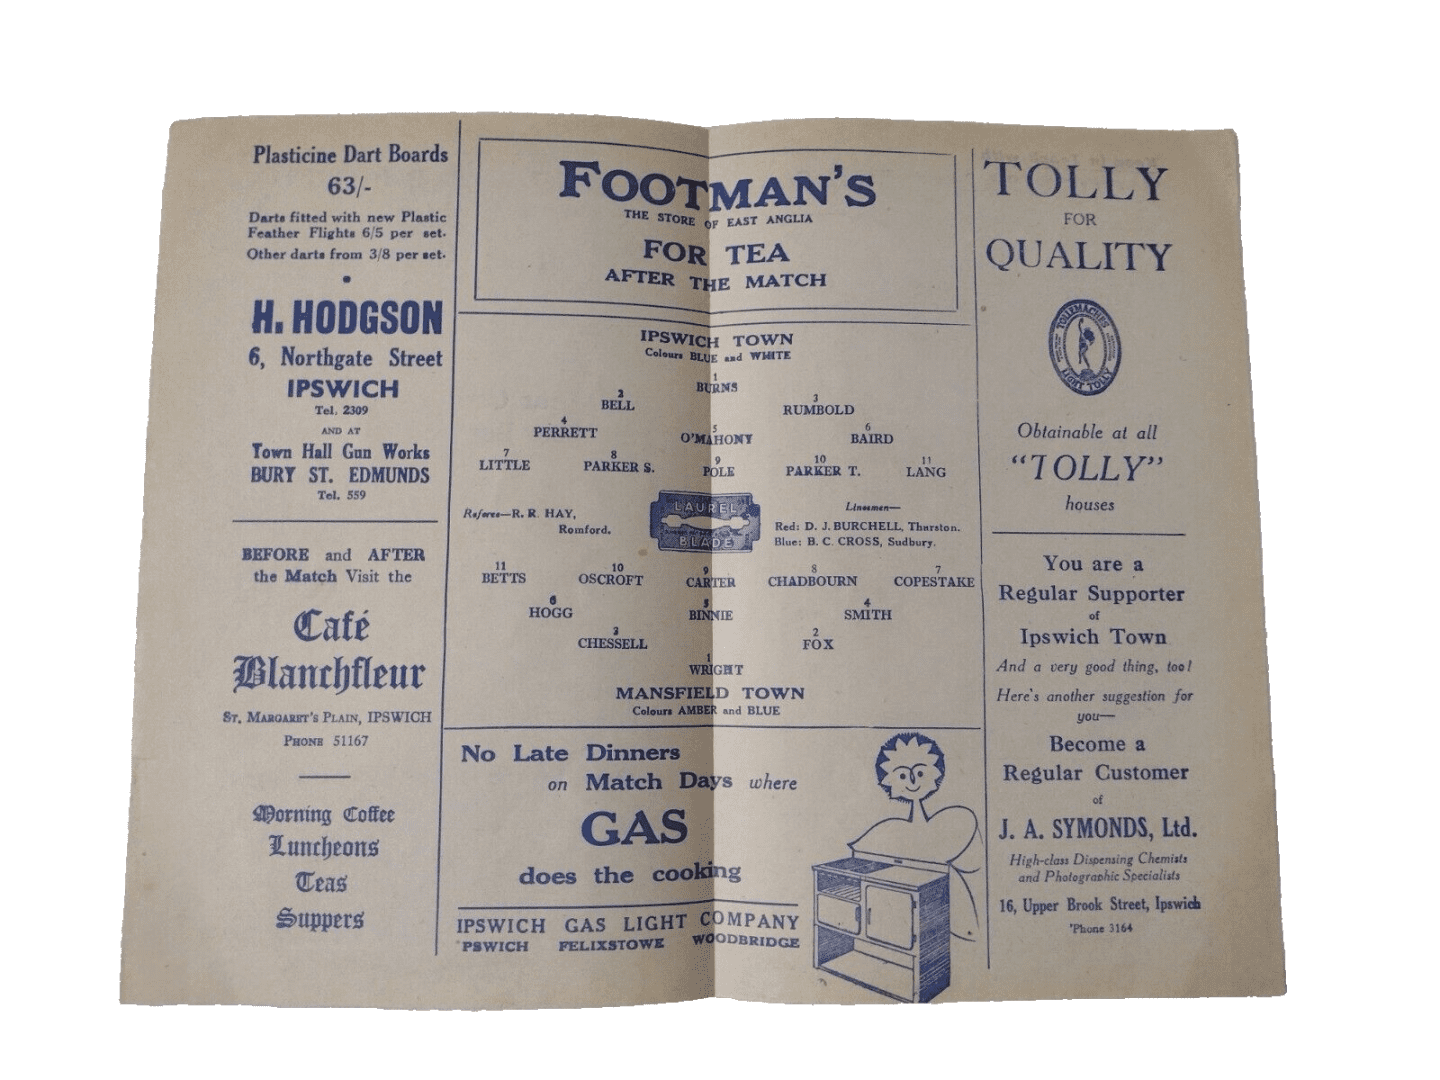 Plasticine Dart Boards
63/-
Darts fitted with new Plastic
Feather Flights 6/5 per set.
Other darts from 3/8 per set.
H. HODGSON
6, Northgate Street
IPSWICH
Tel. 2309
AND AT
Town Hall Gun Works
BURY ST. EDMUNDS
Tel. 559
BEFORE and AFTER
the Match Visit the
Café
Blanchfleur
St. Margaret's Plain, IPSWICH
Phone 51167
Morning Coffee
Luncheons
Teas
Suppers
FOOTMAN'S
THE STORE OF EAST ANGLIA
FOR TEA
AFTER THE MATCH
IPSWICH TOWN
Colours BLUE and WHITE
1
BURNS
2 3
BELL RUMBOLD
4 5 6
PERRETT O'MAHONY BAIRD
7 8 9 10 11
LITTLE PARKER S. POLE PARKER T. LANG
Referee—R. R. HAY,
Romford.
LAUREL
BLADE
Linesmen—
Red: D. J. BURCHELL, Thurston.
Blue: B. C. CROSS, Sudbury.
11 10 9 8 7
BETTS OSCROFT CARTER CHADBOURN COPESTAKE
6 5 4
HOGG BINNIE SMITH
3 2
CHESSELL FOX
1
WRIGHT
MANSFIELD TOWN
Colours AMBER and BLUE
No Late Dinners
on Match Days where
GAS
does the cooking
IPSWICH GAS LIGHT COMPANY
PSWICH FELIXSTOWE WOODBRIDGE
TOLLY
FOR
QUALITY
TOLLEMACHES
LIGHT TOLLY
Obtainable at all
"TOLLY"
houses
You are a
Regular Supporter
of
Ipswich Town
And a very good thing, too!
Here's another suggestion for
you—
Become a
Regular Customer
of
J. A. SYMONDS, Ltd.
High-class Dispensing Chemists
and Photographic Specialists
16, Upper Brook Street, Ipswich
'Phone 3164